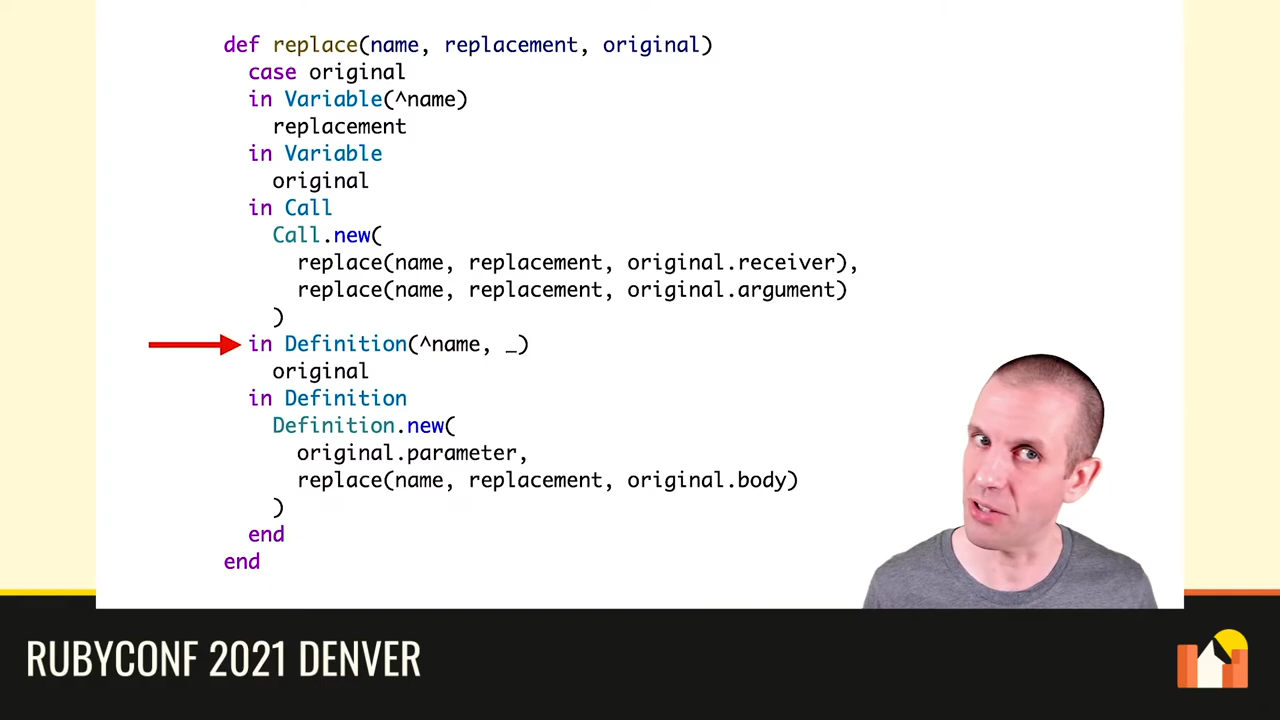 def replace(name, replacement, original)
case original
in Variable(^name)
replacement
in Variable
original
in Call
Call.new(
replace(name, replacement, original.receiver),
replace(name, replacement, original.argument)
)
in Definition(^name, _)
original
in Definition
Definition.new(
original.parameter,
replace(name, replacement, original.body)
)
end
end
RUBYCONF 2021 DENVER